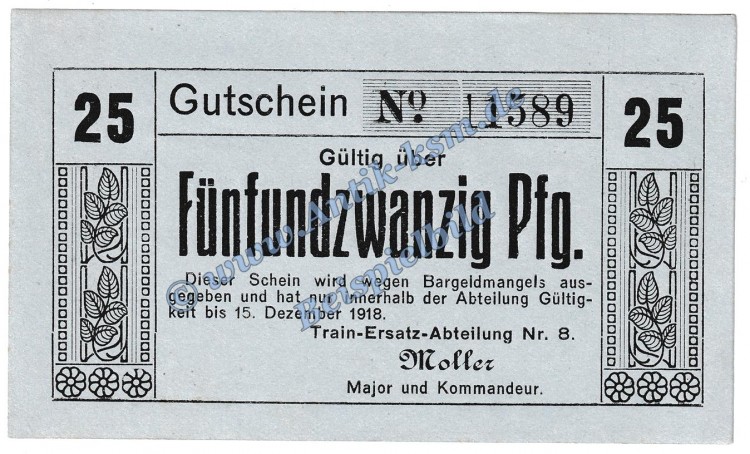 25
Gutschein No. 11589
25
Gültig über
Fünfundzwanzig Pfg.
Dieser Schein wird wegen Bargeldmangels aus-
gegeben und hat nur innerhalb der Abteilung Gültig-
keit bis 15. Dezember 1918.
Train-Ersatz-Abteilung Nr. 8.
Moller
Major und Kommandeur.
© www.Antik-ksm.de
Beispielbild